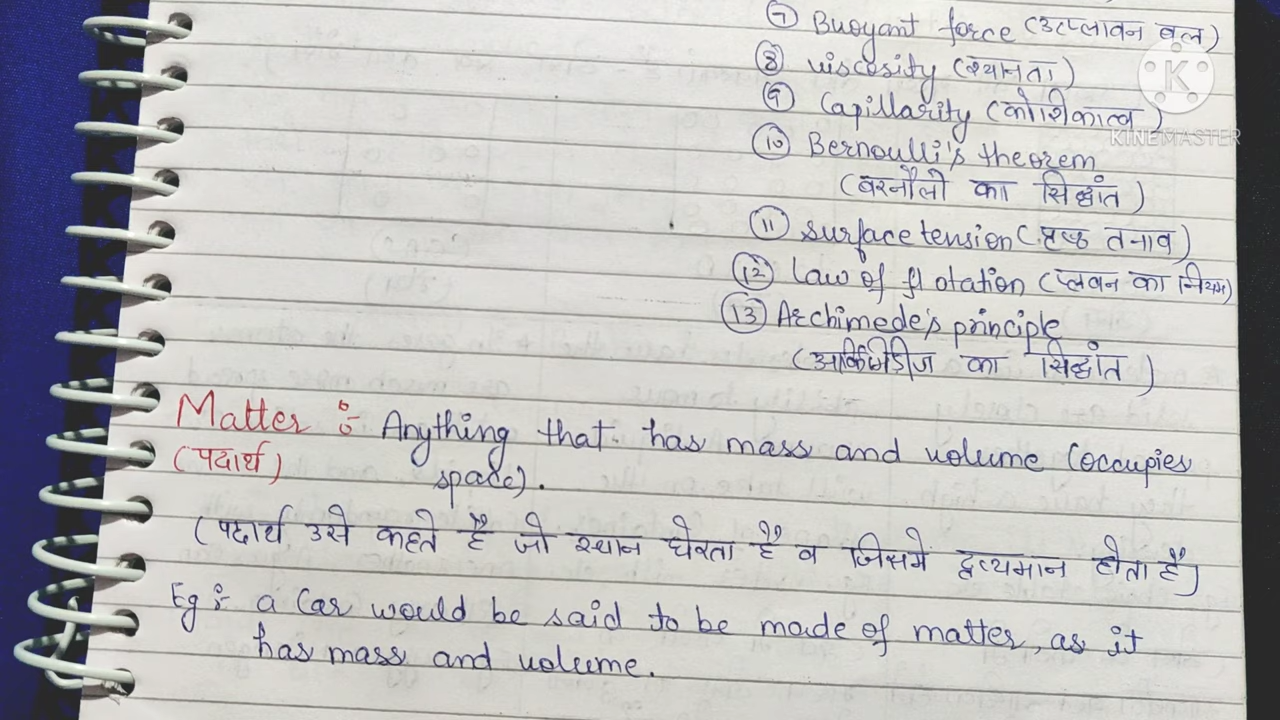 ⑦ Buoyant force (उत्प्लावन बल)
⑧ viscosity (श्यानता)
⑨ Capillarity (कोशिकात्व)
⑩ Bernoulli's theorem
(बरनौली का सिद्धांत)
⑪ surface tension (पृष्ठ तनाव)
⑫ Law of flotation (प्लवन का नियम)
⑬ Archimede's principle
(आर्किमिडीज का सिद्धांत)
Matter :- Anything that has mass and volume (occupies
(पदार्थ) space).
(पदार्थ उसे कहते हैं जो स्थान घेरता है व जिसमे द्रव्यमान होता है)
Eg :- a car would be said to be made of matter, as it
has mass and volume.
K
KINEMASTER